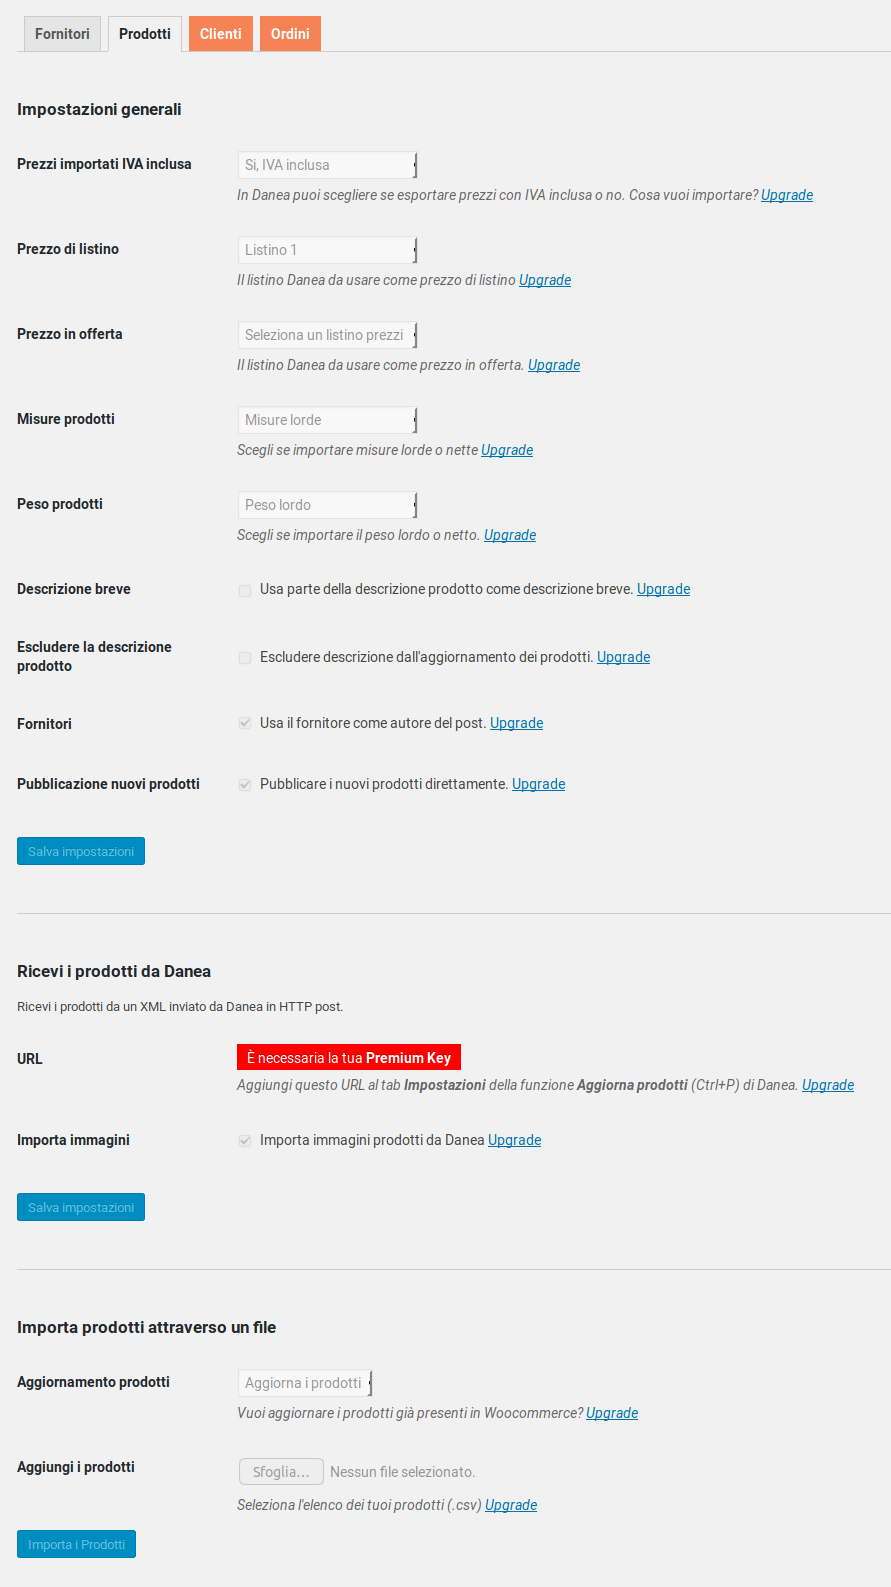 Fornitori Prodotti Clienti Ordini
Impostazioni generali
Prezzi importati IVA inclusa Si, IVA inclusa
In Danea puoi scegliere se esportare prezzi con IVA inclusa o no. Cosa vuoi importare? Upgrade
Prezzo di listino Listino 1
Il listino Danea da usare come prezzo di listino Upgrade
Prezzo in offerta Seleziona un listino prezzi
Il listino Danea da usare come prezzo in offerta. Upgrade
Misure prodotti Misure lorde
Scegli se importare misure lorde o nette Upgrade
Peso prodotti Peso lordo
Scegli se importare il peso lordo o netto. Upgrade
Descrizione breve Usa parte della descrizione prodotto come descrizione breve. Upgrade
Escludere la descrizione
prodotto Escludere descrizione dall'aggiornamento dei prodotti. Upgrade
Fornitori Usa il fornitore come autore del post. Upgrade
Pubblicazione nuovi prodotti Pubblicare i nuovi prodotti direttamente. Upgrade
Salva impostazioni
Ricevi i prodotti da Danea
Ricevi i prodotti da un XML inviato da Danea in HTTP post.
URL È necessaria la tua Premium Key
Aggiungi questo URL al tab Impostazioni della funzione Aggiorna prodotti (Ctrl+P) di Danea. Upgrade
Importa immagini Importa immagini prodotti da Danea Upgrade
Salva impostazioni
Importa prodotti attraverso un file
Aggiornamento prodotti Aggiorna i prodotti
Vuoi aggiornare i prodotti già presenti in Woocommerce? Upgrade
Aggiungi i prodotti Sfoglia... Nessun file selezionato.
Seleziona l'elenco dei tuoi prodotti (.csv) Upgrade
Importa i Prodotti